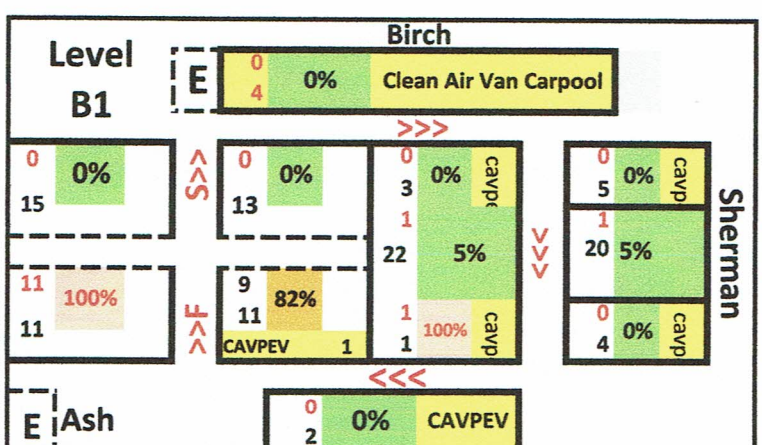 Birch
Level
B1
E
0
4
0%
Clean Air Van Carpool
>>>
0
15
0%
S>>
0
13
0%
0
3
0%
cavpe
0
5
0%
cavp
1
22
5%
<<<
1
20
5%
Sherman
11
11
100%
>>F
9
11
82%
CAVPEV 1
1
1
100%
cavp
0
4
0%
cavp
<<<
E
Ash
0
2
0%
CAVPEV